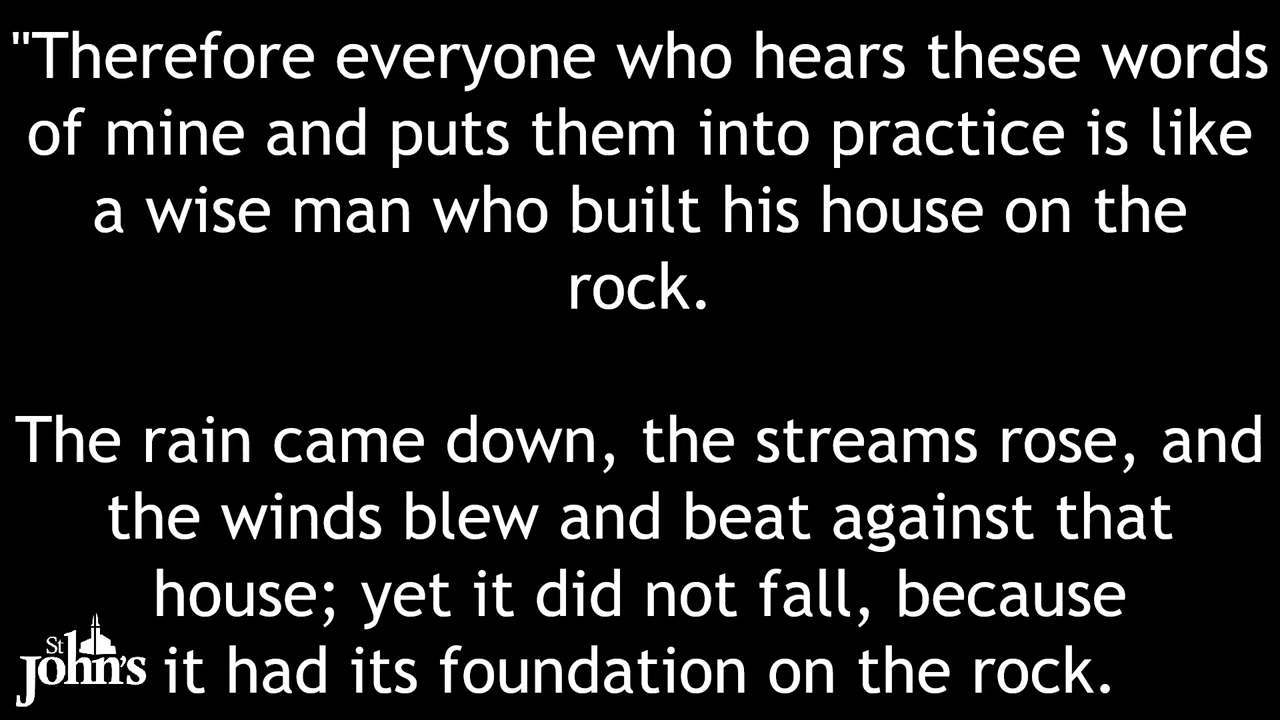 "Therefore everyone who hears these words
of mine and puts them into practice is like
a wise man who built his house on the
rock.
The rain came down, the streams rose, and
the winds blew and beat against that
house; yet it did not fall, because
it had its foundation on the rock.
St
John's